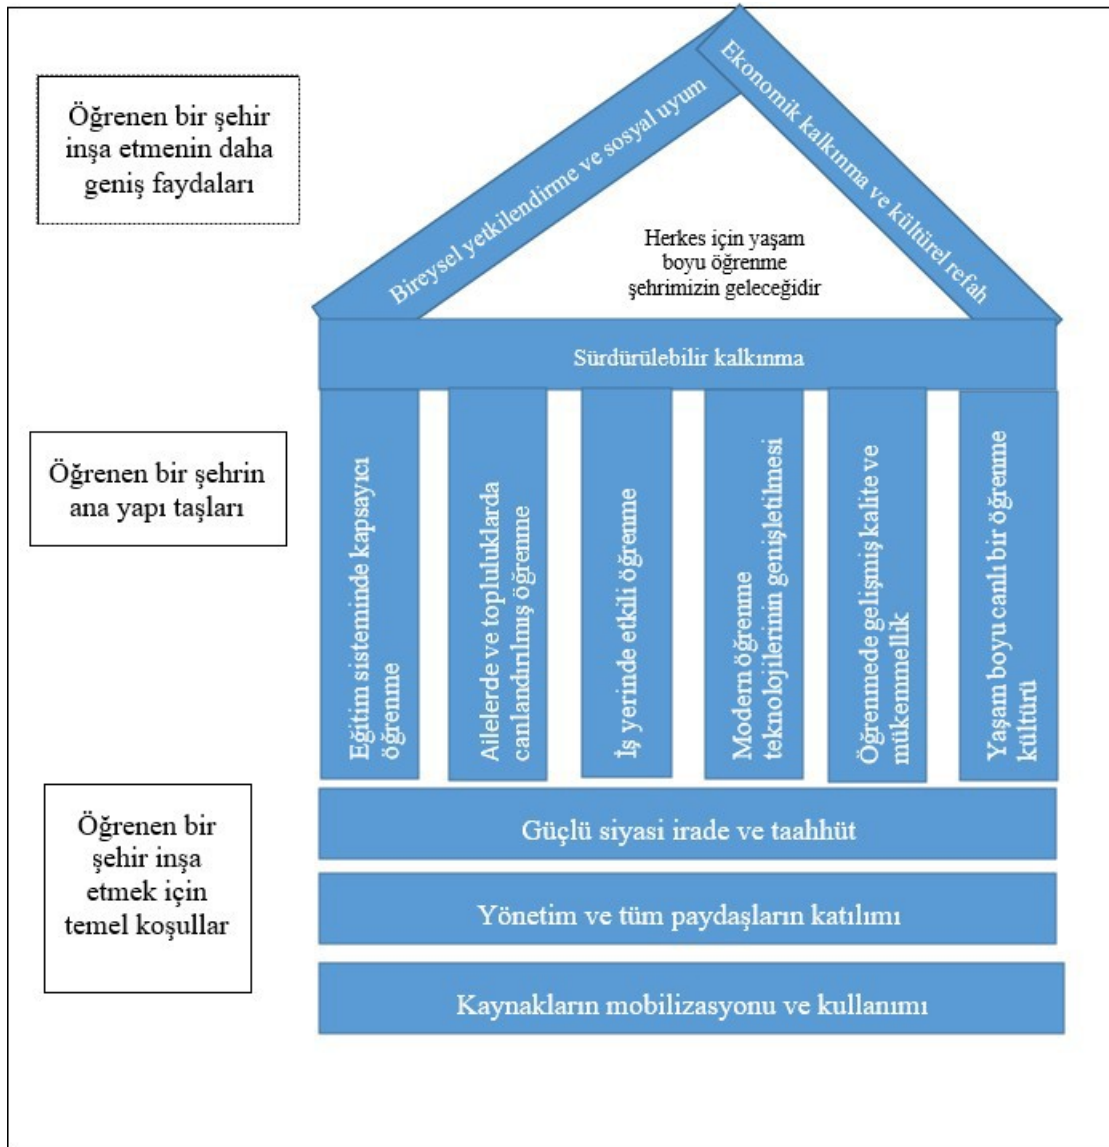 Öğrenen bir şehir
inşa etmenin daha
geniş faydaları
Bireysel yetkilendirme ve sosyal uyum
Ekonomik kalkınma ve kültürel refah
Herkes için yaşam
boyu öğrenme
şehrimizin geleceğidir
Sürdürülebilir kalkınma
Öğrenen bir şehrin
ana yapı taşları
Eğitim sisteminde kapsayıcı
öğrenme
Ailelerde ve topluluklarda
canlandırılmış öğrenme
İş yerinde etkili öğrenme
Modern öğrenme
teknolojilerinin genişletilmesi
Öğrenmede gelişmiş kalite ve
mükemmellik
Yaşam boyu canlı bir öğrenme
kültürü
Öğrenen bir
şehir inşa
etmek için
temel koşullar
Güçlü siyasi irade ve taahhüt
Yönetim ve tüm paydaşların katılımı
Kaynakların mobilizasyonu ve kullanımı